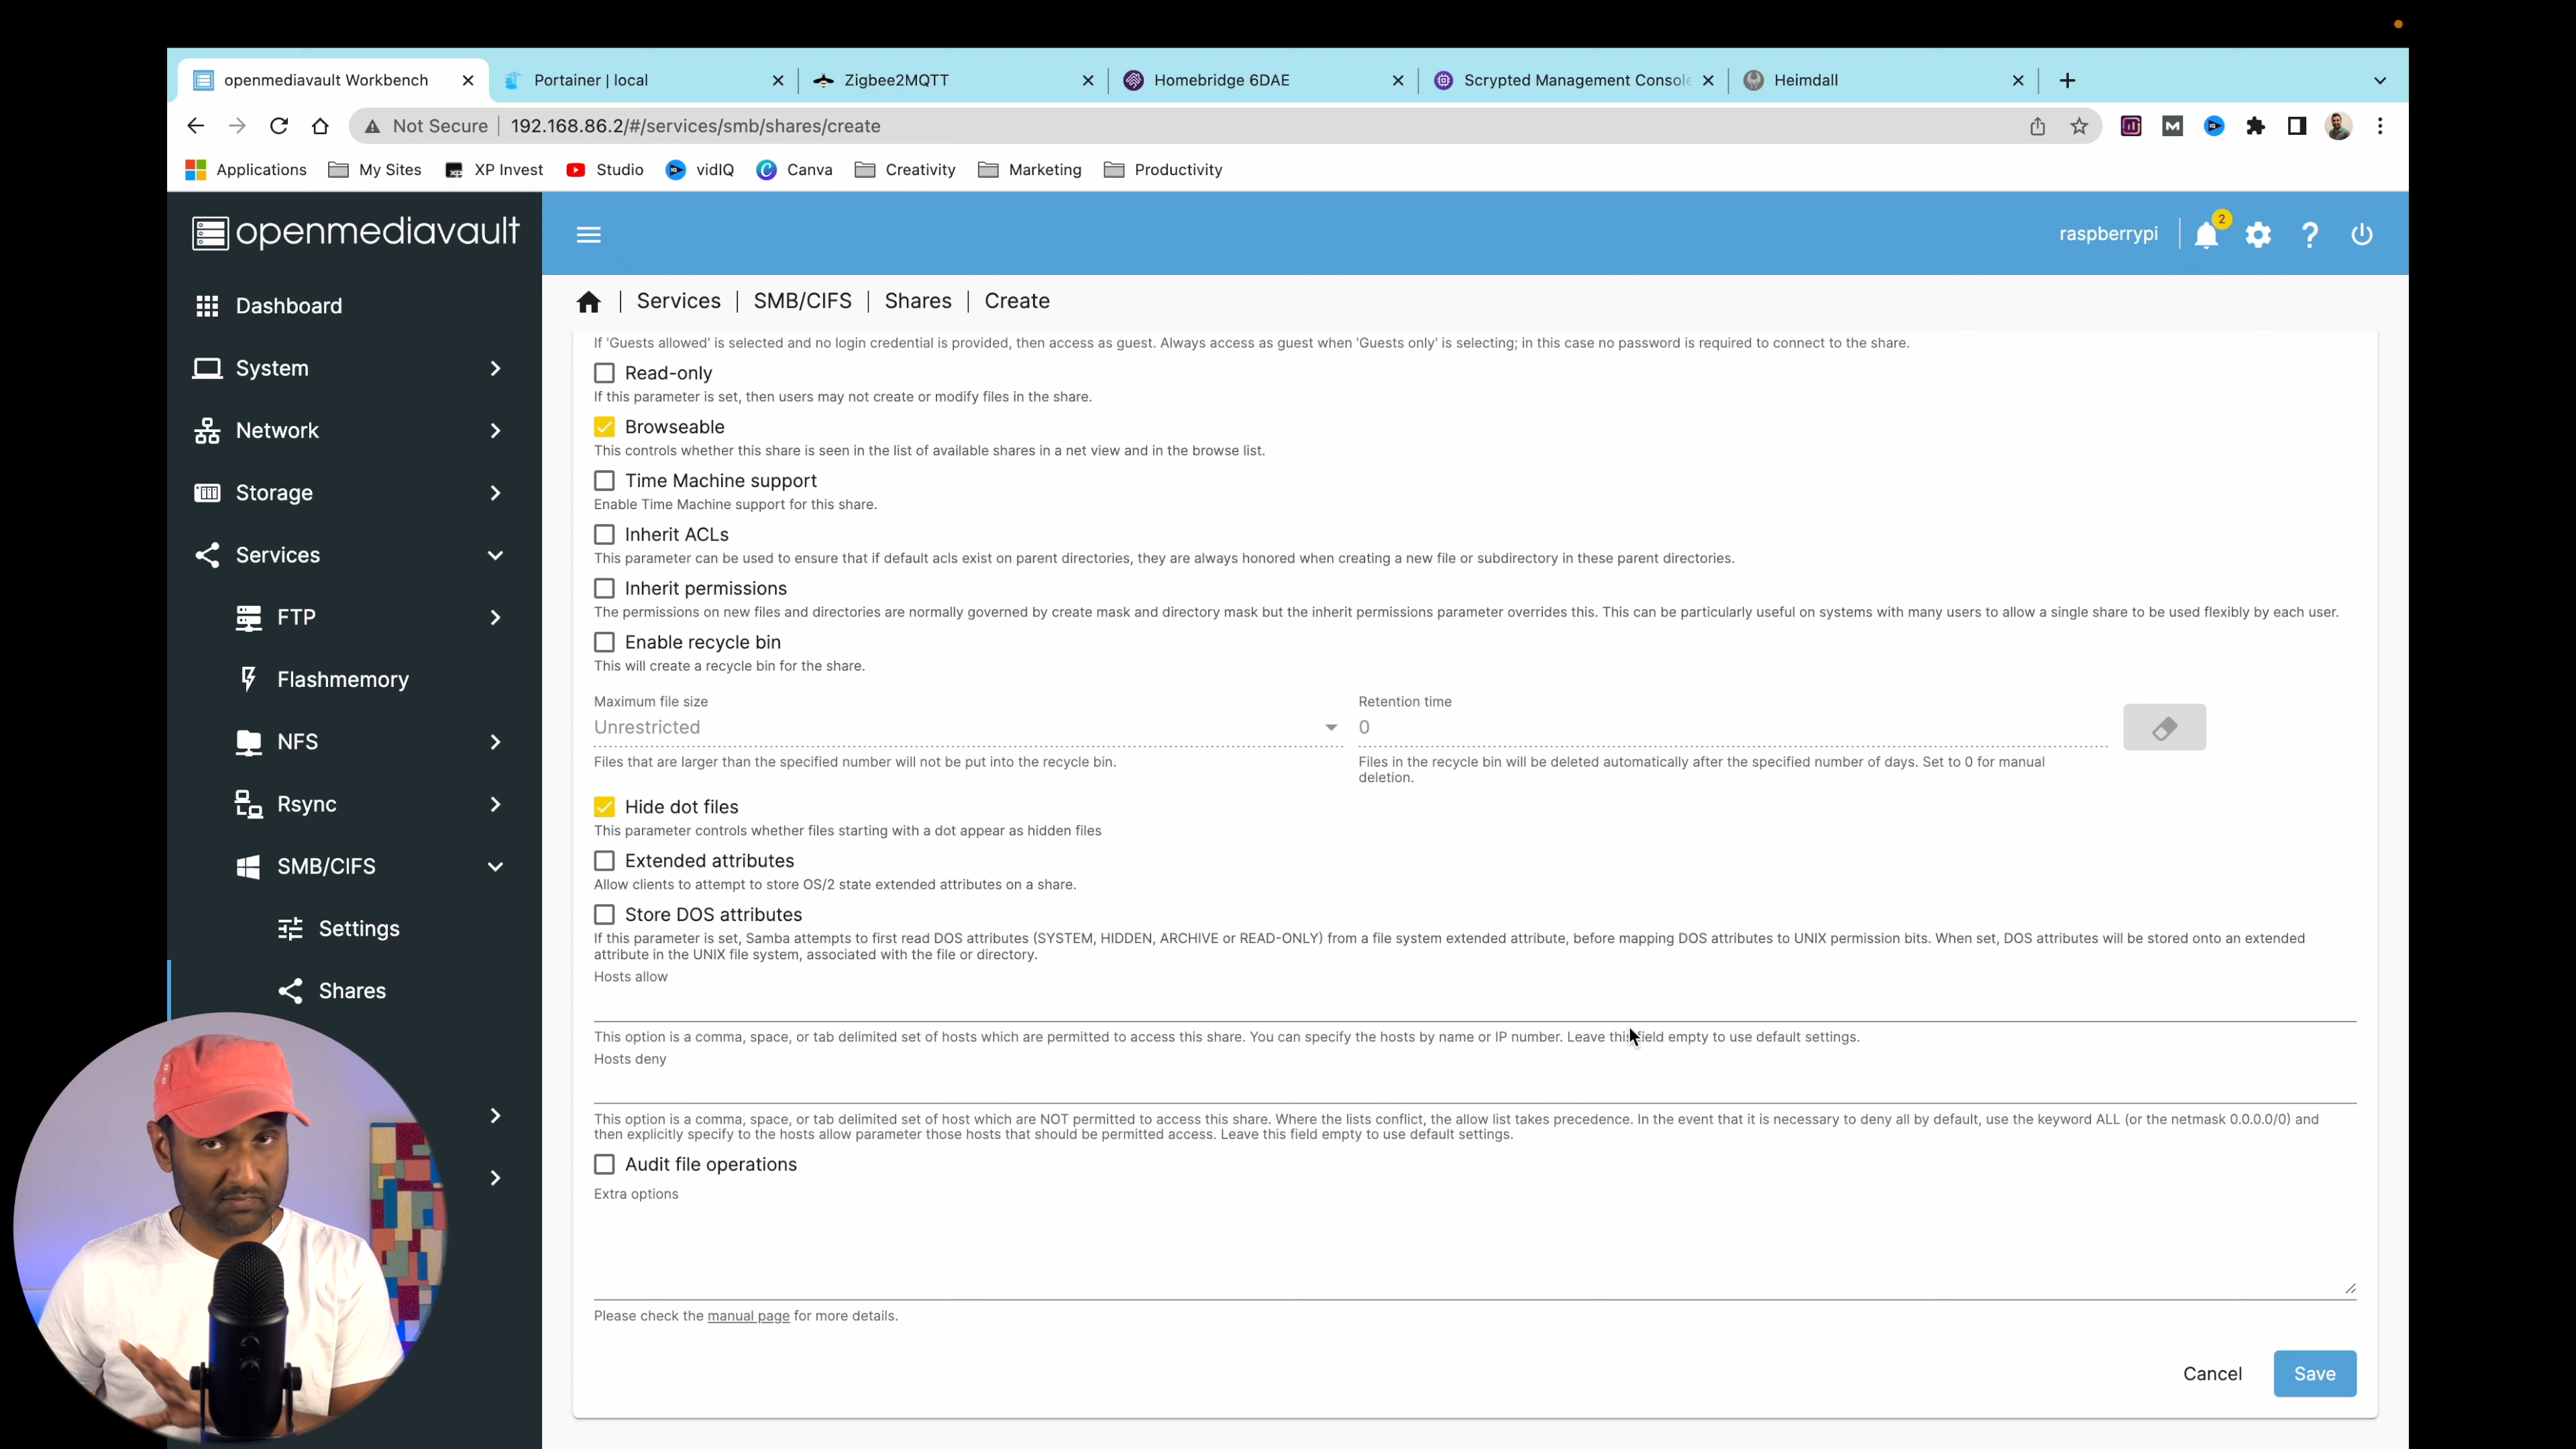 openmediavault Workbench
Portainer | local
Zigbee2MQTT
Homebridge 6DAE
Scrypted Management Console
Heimdall
Not Secure
192.168.86.2/#/services/smb/shares/create
Applications
My Sites
XP Invest
Studio
vidIQ
Canva
Creativity
Marketing
Productivity
openmediavault
raspberrypi
2
Dashboard
System
Network
Storage
Services
FTP
Flashmemory
NFS
Rsync
SMB/CIFS
Settings
Shares
| Services | SMB/CIFS | Shares | Create
If 'Guests allowed' is selected and no login credential is provided, then access as guest. Always access as guest when 'Guests only' is selecting; in this case no password is required to connect to the share.
Read-only
If this parameter is set, then users may not create or modify files in the share.
Browseable
This controls whether this share is seen in the list of available shares in a net view and in the browse list.
Time Machine support
Enable Time Machine support for this share.
Inherit ACLs
This parameter can be used to ensure that if default acls exist on parent directories, they are always honored when creating a new file or subdirectory in these parent directories.
Inherit permissions
The permissions on new files and directories are normally governed by create mask and directory mask but the inherit permissions parameter overrides this. This can be particularly useful on systems with many users to allow a single share to be used flexibly by each user.
Enable recycle bin
This will create a recycle bin for the share.
Maximum file size
Unrestricted
Files that are larger than the specified number will not be put into the recycle bin.
Retention time
0
Files in the recycle bin will be deleted automatically after the specified number of days. Set to 0 for manual
deletion.
Hide dot files
This parameter controls whether files starting with a dot appear as hidden files
Extended attributes
Allow clients to attempt to store OS/2 state extended attributes on a share.
Store DOS attributes
If this parameter is set, Samba attempts to first read DOS attributes (SYSTEM, HIDDEN, ARCHIVE or READ-ONLY) from a file system extended attribute, before mapping DOS attributes to UNIX permission bits. When set, DOS attributes will be stored onto an extended
attribute in the UNIX file system, associated with the file or directory.
Hosts allow
This option is a comma, space, or tab delimited set of hosts which are permitted to access this share. You can specify the hosts by name or IP number. Leave this field empty to use default settings.
Hosts deny
This option is a comma, space, or tab delimited set of host which are NOT permitted to access this share. Where the lists conflict, the allow list takes precedence. In the event that it is necessary to deny all by default, use the keyword ALL (or the netmask 0.0.0.0/0) and
then explicitly specify to the hosts allow parameter those hosts that should be permitted access. Leave this field empty to use default settings.
Audit file operations
Extra options
Please check the manual page for more details.
Cancel
Save